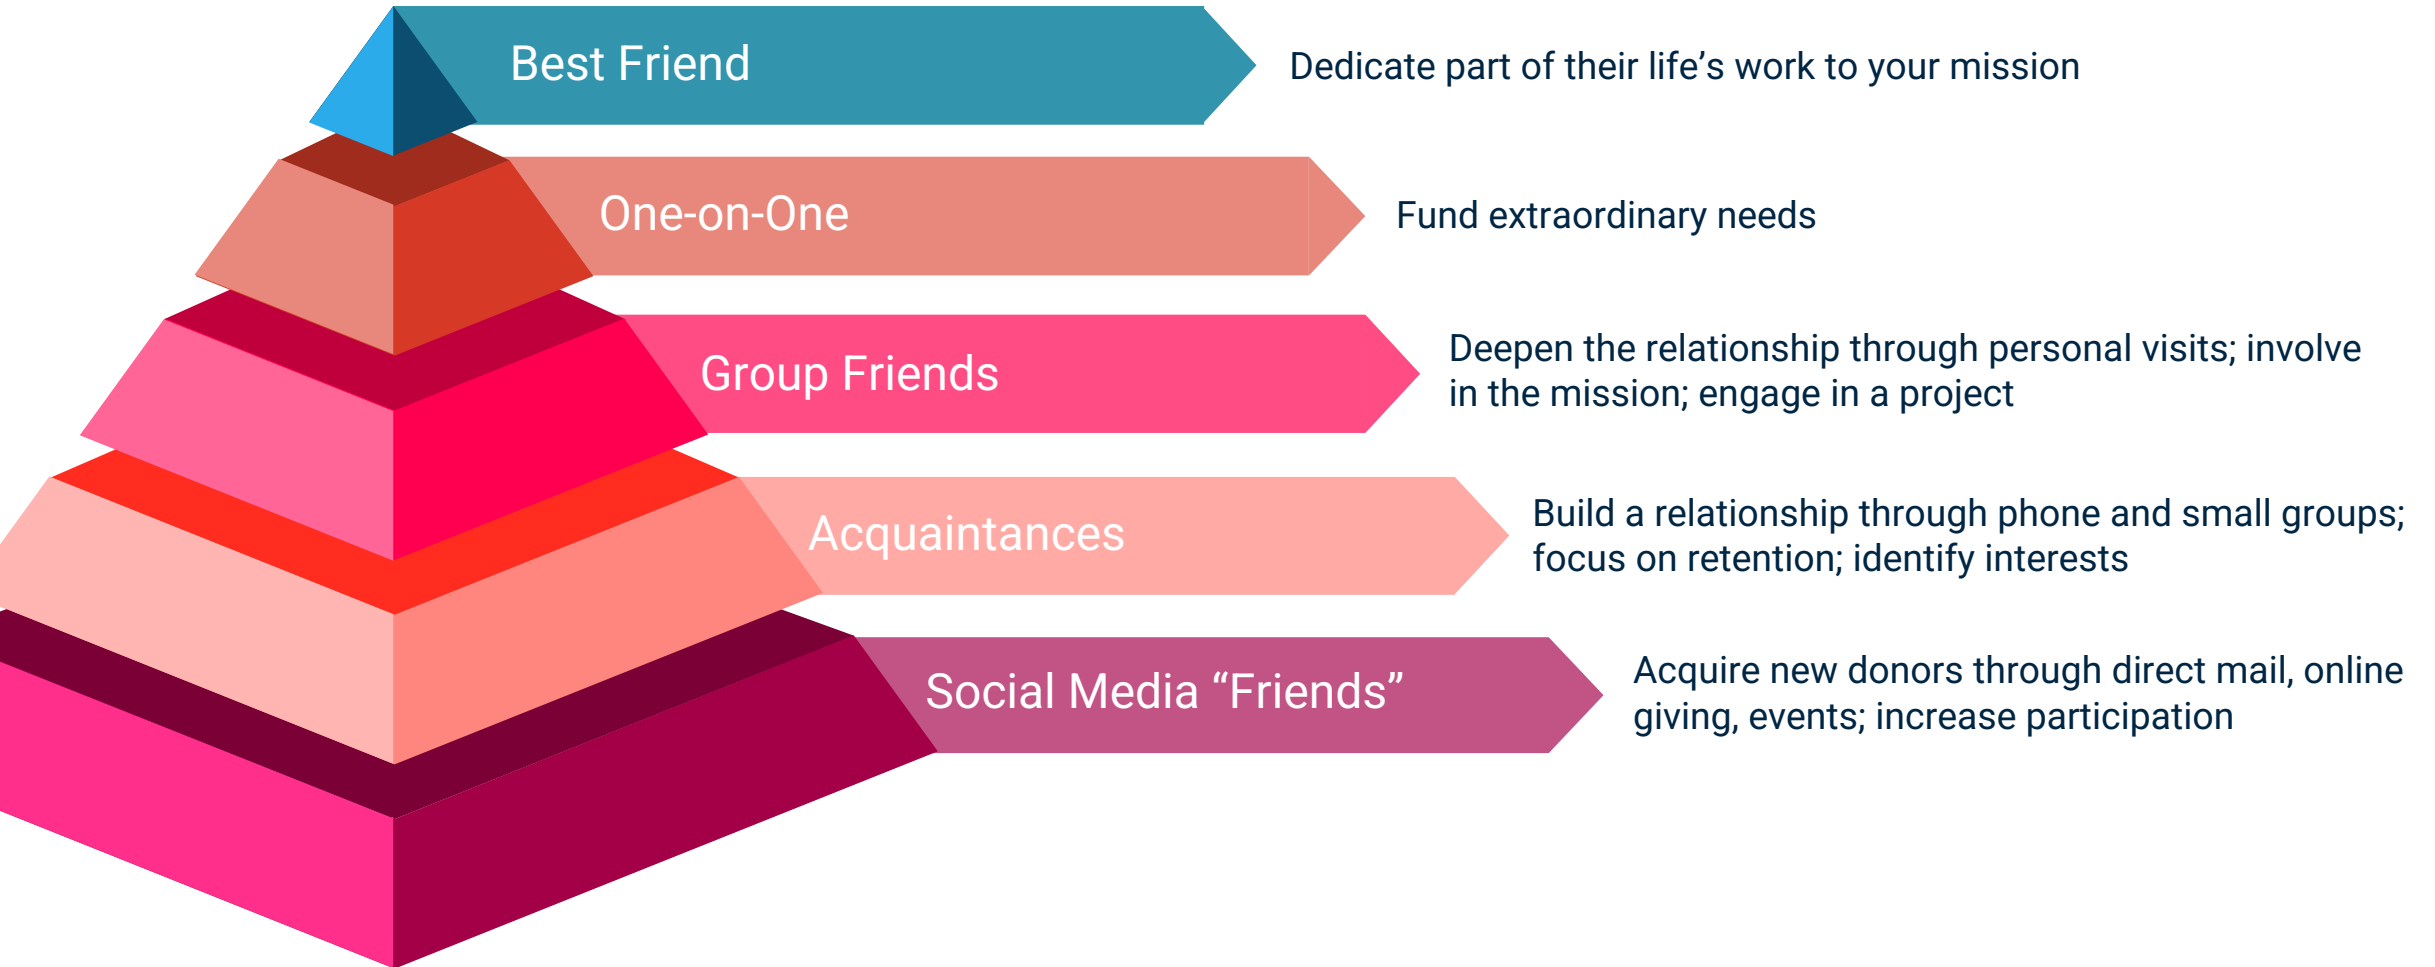 Best Friend
Dedicate part of their life’s work to your mission
One-on-One
Fund extraordinary needs
Group Friends
Deepen the relationship through personal visits; involve
in the mission; engage in a project
Acquaintances
Build a relationship through phone and small groups;
focus on retention; identify interests
Social Media “Friends”
Acquire new donors through direct mail, online
giving, events; increase participation